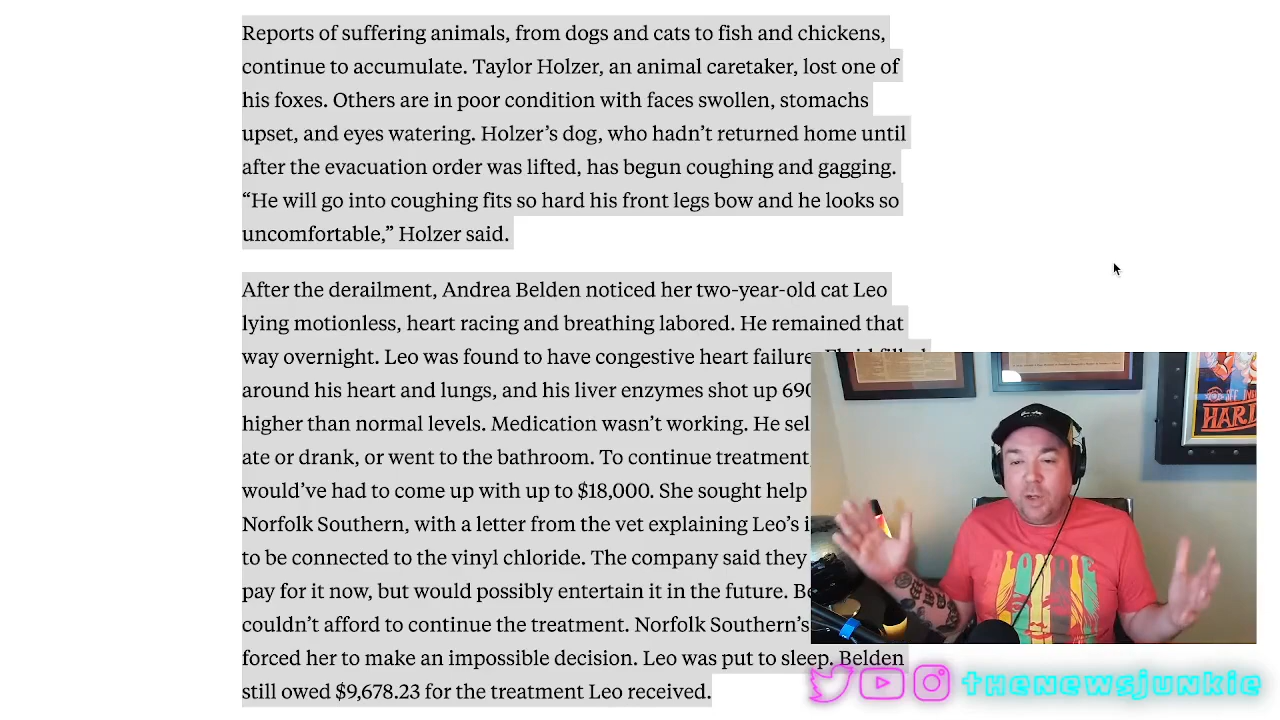 Reports of suffering animals, from dogs and cats to fish and chickens,
continue to accumulate. Taylor Holzer, an animal caretaker, lost one of
his foxes. Others are in poor condition with faces swollen, stomachs
upset, and eyes watering. Holzer’s dog, who hadn’t returned home until
after the evacuation order was lifted, has begun coughing and gagging.
“He will go into coughing fits so hard his front legs bow and he looks so
uncomfortable,” Holzer said.
After the derailment, Andrea Belden noticed her two-year-old cat Leo
lying motionless, heart racing and breathing labored. He remained that
way overnight. Leo was found to have congestive heart failure.
around his heart and lungs, and his liver enzymes shot up 690
higher than normal levels. Medication wasn’t working. He sel
ate or drank, or went to the bathroom. To continue treatment,
would’ve had to come up with up to $18,000. She sought help
Norfolk Southern, with a letter from the vet explaining Leo’s i
to be connected to the vinyl chloride. The company said they
pay for it now, but would possibly entertain it in the future. Be
couldn’t afford to continue the treatment. Norfolk Southern’s
forced her to make an impossible decision. Leo was put to sleep. Belden
still owed $9,678.23 for the treatment Leo received.
HARD
BLONDIE
thenewsjunkie